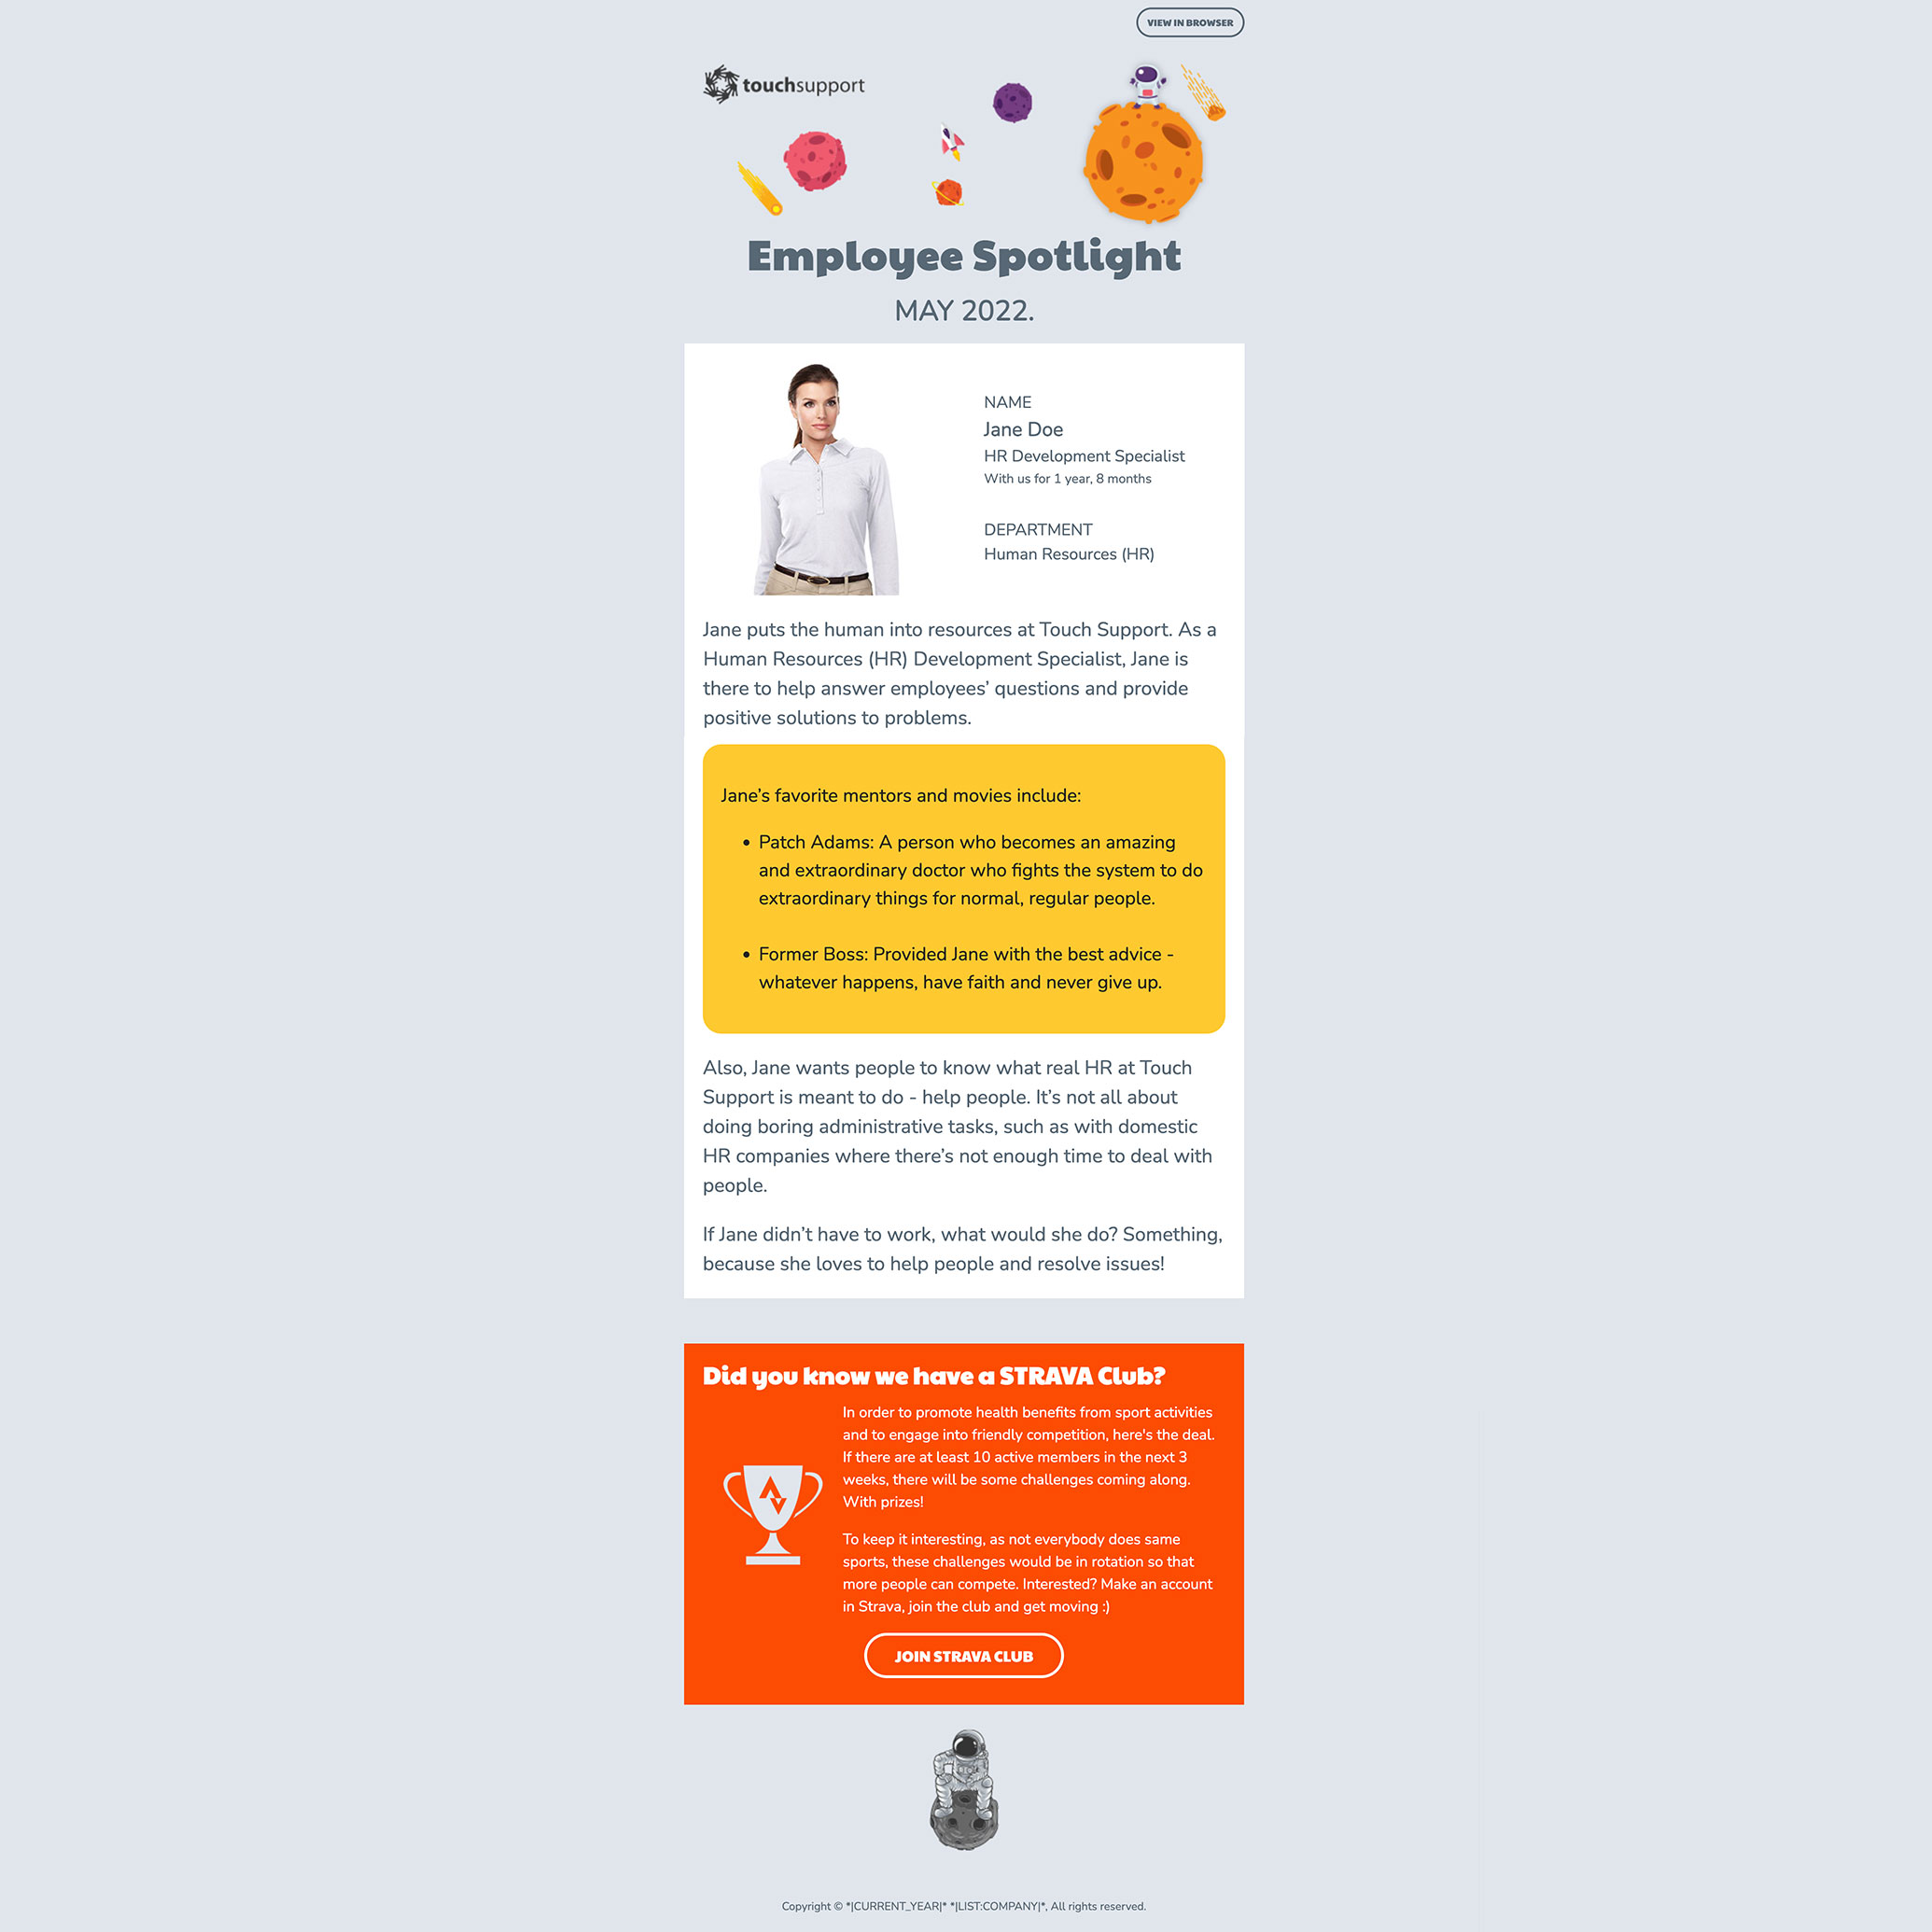 VIEW IN BROWSER
touchsupport
Employee Spotlight
MAY 2022.
NAME
Jane Doe
HR Development Specialist
With us for 1 year, 8 months
DEPARTMENT
Human Resources (HR)
Jane puts the human into resources at Touch Support. As a
Human Resources (HR) Development Specialist, Jane is
there to help answer employees’ questions and provide
positive solutions to problems.
Jane’s favorite mentors and movies include:
• Patch Adams: A person who becomes an amazing
and extraordinary doctor who fights the system to do
extraordinary things for normal, regular people.
• Former Boss: Provided Jane with the best advice -
whatever happens, have faith and never give up.
Also, Jane wants people to know what real HR at Touch
Support is meant to do - help people. It’s not all about
doing boring administrative tasks, such as with domestic
HR companies where there’s not enough time to deal with
people.
If Jane didn’t have to work, what would she do? Something,
because she loves to help people and resolve issues!
Did you know we have a STRAVA Club?
In order to promote health benefits from sport activities
and to engage into friendly competition, here's the deal.
If there are at least 10 active members in the next 3
weeks, there will be some challenges coming along.
With prizes!
To keep it interesting, as not everybody does same
sports, these challenges would be in rotation so that
more people can compete. Interested? Make an account
in Strava, join the club and get moving :)
JOIN STRAVA CLUB
Copyright © *|CURRENT_YEAR|* *|LIST:COMPANY|*, All rights reserved.